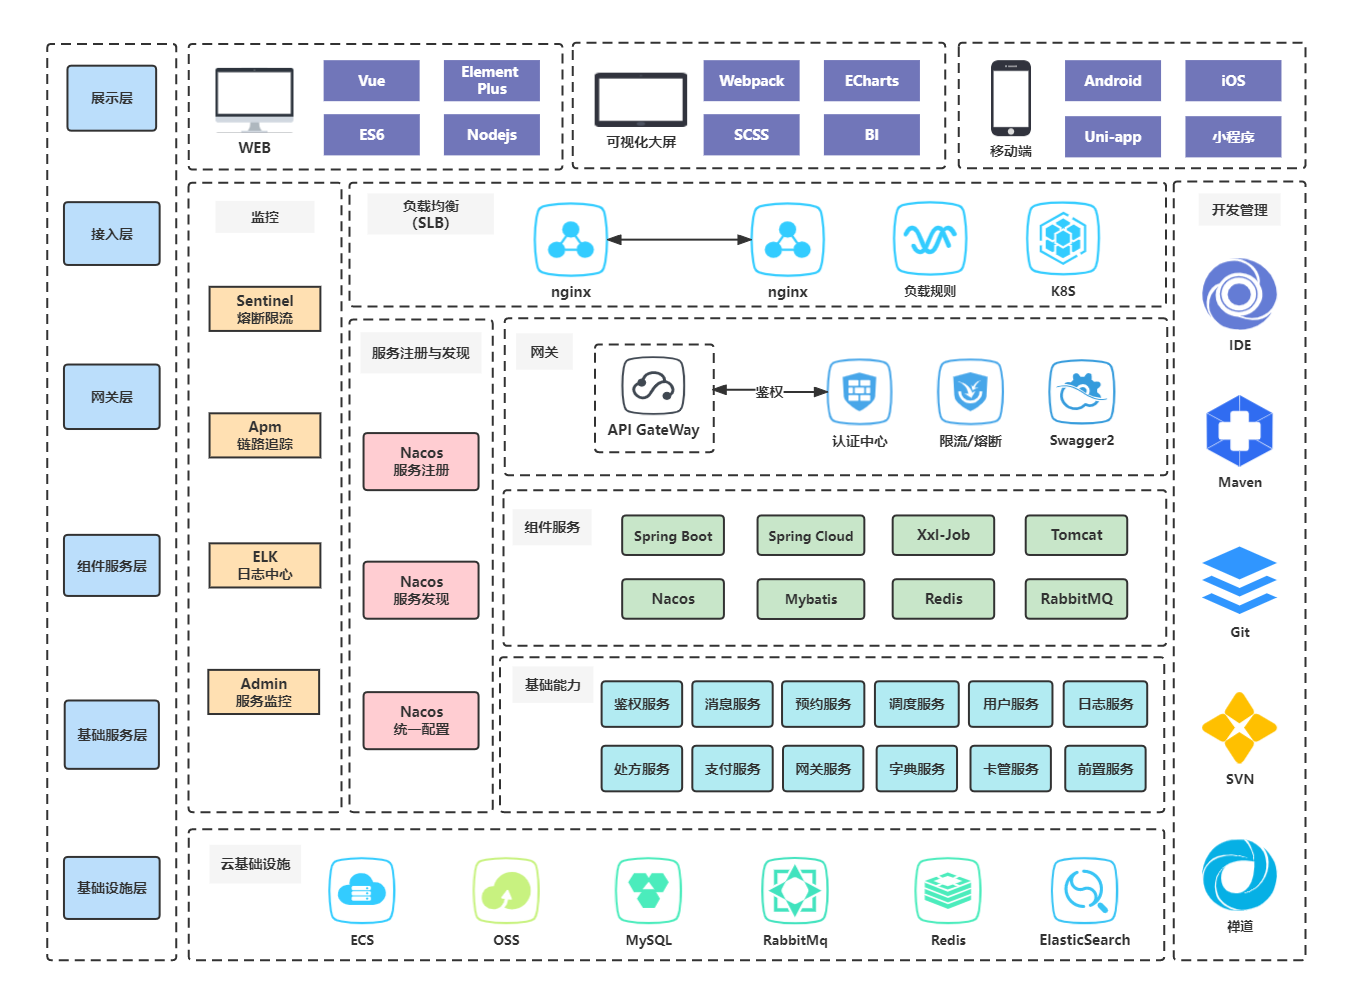 展示层
接入层
网关层
组件服务层
基础服务层
基础设施层
WEB
Vue
Element
Plus
ES6
Nodejs
可视化大屏
Webpack
ECharts
SCSS
BI
移动端
Android
iOS
Uni-app
小程序
监控
Sentinel
熔断限流
Apm
链路追踪
ELK
日志中心
Admin
服务监控
负载均衡
（SLB）
nginx
nginx
负载规则
K8S
服务注册与发现
Nacos
服务注册
Nacos
服务发现
Nacos
统一配置
网关
API GateWay
鉴权
认证中心
限流/熔断
Swagger2
组件服务
Spring Boot
Spring Cloud
Xxl-Job
Tomcat
Nacos
Mybatis
Redis
RabbitMQ
基础能力
鉴权服务
消息服务
预约服务
调度服务
用户服务
日志服务
处方服务
支付服务
网关服务
字典服务
卡管服务
前置服务
云基础设施
ECS
OSS
MySQL
RabbitMq
Redis
ElasticSearch
开发管理
IDE
Maven
Git
SVN
禅道